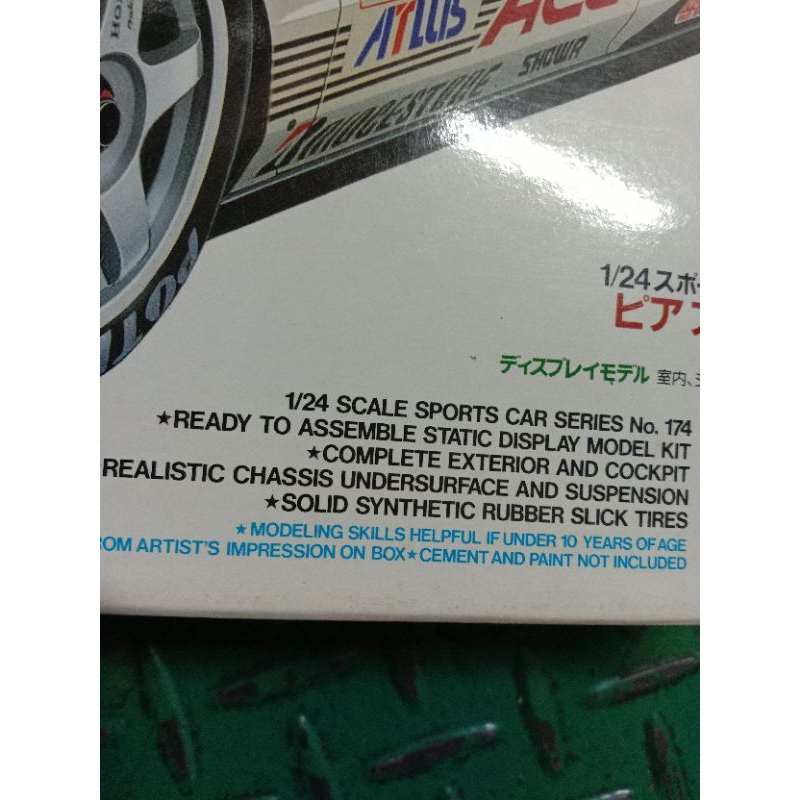 ATLUS
SHOWA
BRIDGESTONE
POT
1/24スポ
ピア
ディスプレイモデル 室内、
1/24 SCALE SPORTS CAR SERIES No. 174
★READY TO ASSEMBLE STATIC DISPLAY MODEL KIT
★COMPLETE EXTERIOR AND COCKPIT
REALISTIC CHASSIS UNDERSURFACE AND SUSPENSION
★SOLID SYNTHETIC RUBBER SLICK TIRES
★MODELING SKILLS HELPFUL IF UNDER 10 YEARS OF AGE
ROM ARTIST'S IMPRESSION ON BOX★CEMENT AND PAINT NOT INCLUDED